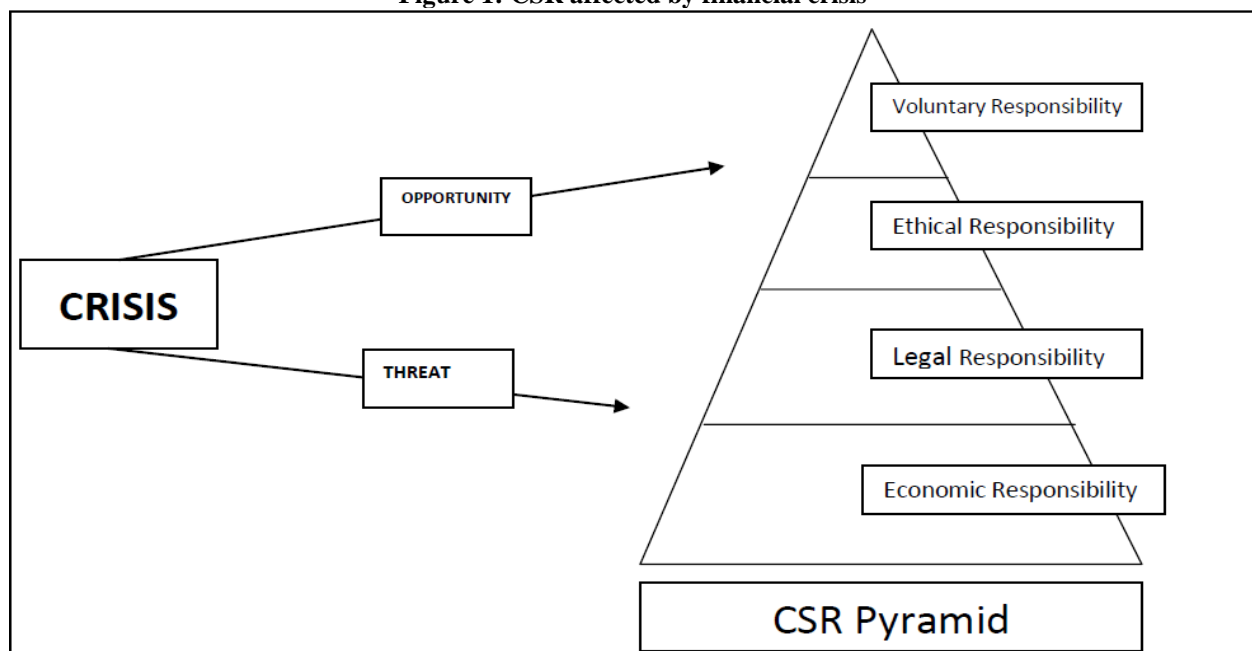 Figure 1: CSR affected by financial crisis
Voluntary Responsibility
OPPORTUNITY
Ethical Responsibility
CRISIS
Legal Responsibility
THREAT
Economic Responsibility
CSR Pyramid